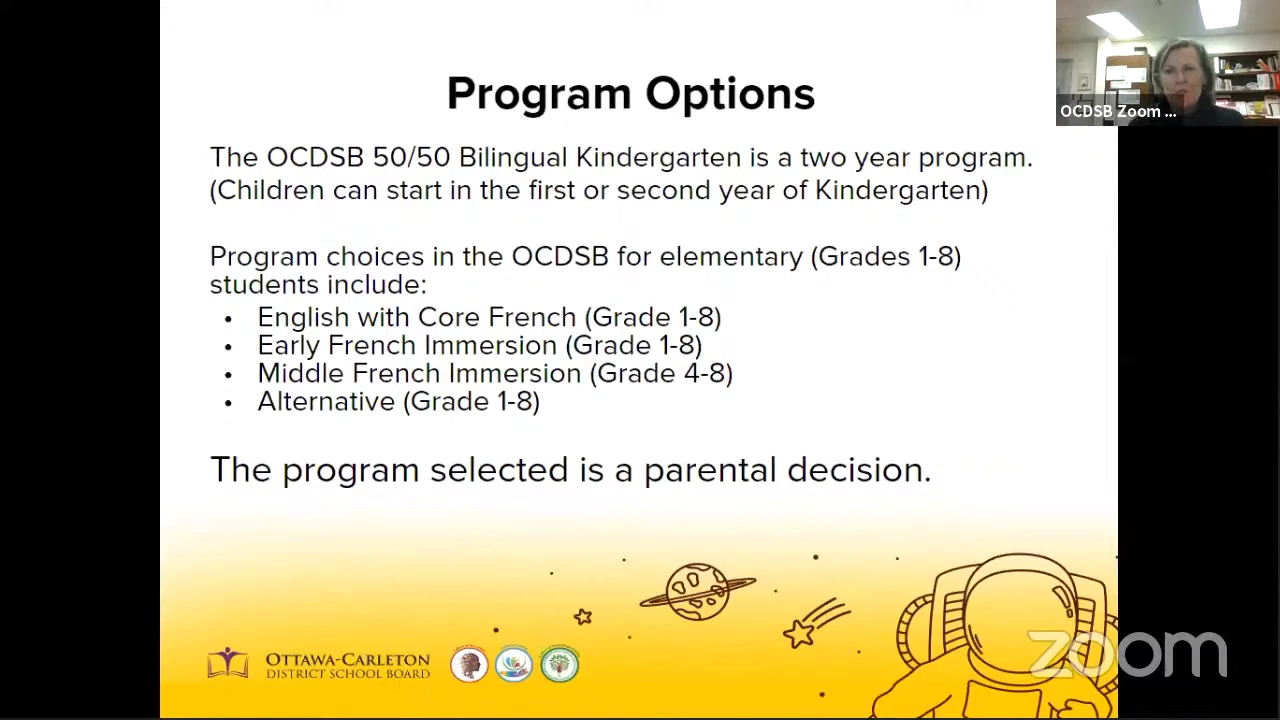 Program Options
OCDSB Zoom ...
The OCDSB 50/50 Bilingual Kindergarten is a two year program.
(Children can start in the first or second year of Kindergarten)
Program choices in the OCDSB for elementary (Grades 1-8)
students include:
• English with Core French (Grade 1-8)
• Early French Immersion (Grade 1-8)
• Middle French Immersion (Grade 4-8)
• Alternative (Grade 1-8)
The program selected is a parental decision.
OTTAWA-CARLETON
DISTRICT SCHOOL BOARD
zoom